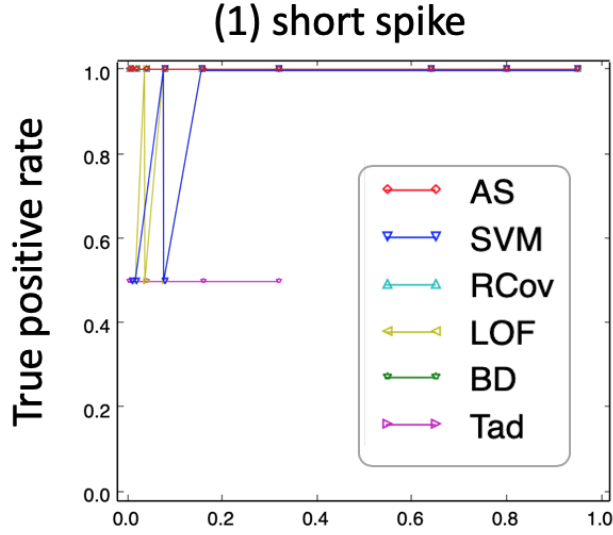 (1) short spike
True positive rate
1.0
0.8
0.6
0.4
0.2
0.0
AS
SVM
RCov
LOF
BD
Tad
0.0 0.2 0.4 0.6 0.8 1.0